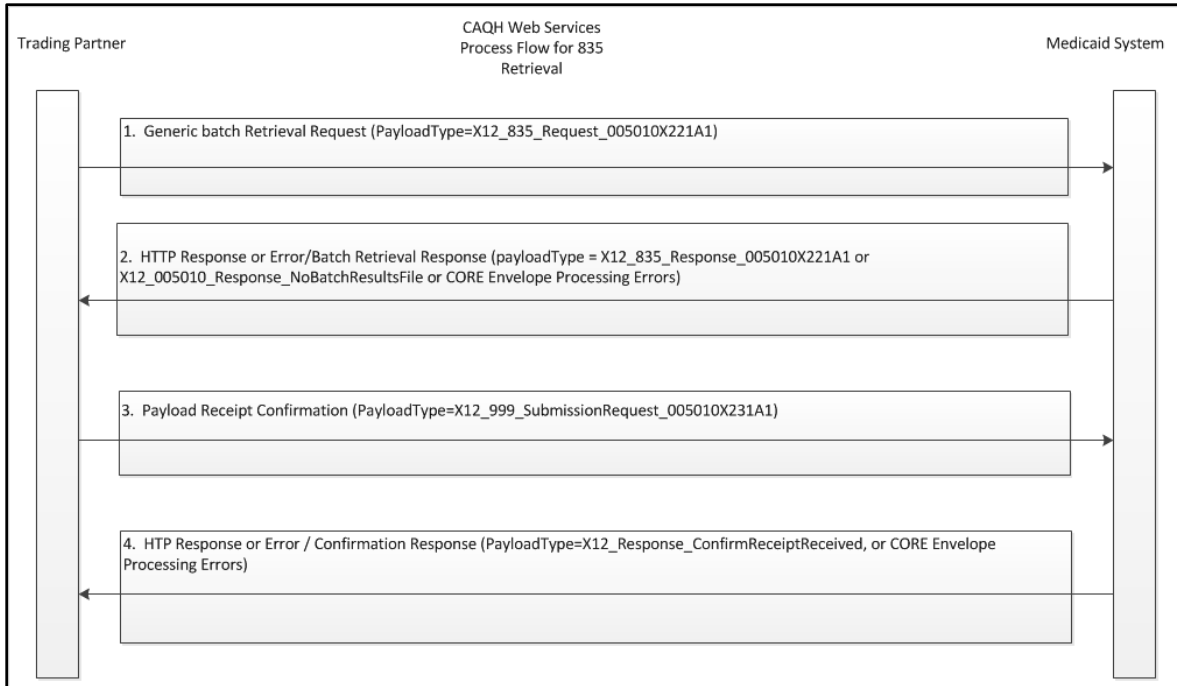 CAQH Web Services
Process Flow for 835
Retrieval
Trading Partner
Medicaid System
1. Generic batch Retrieval Request (PayloadType=X12_835_Request_005010X221A1)
2. HTTP Response or Error/Batch Retrieval Response (payloadType = X12_835_Response_005010X221A1 or
X12_005010_Response_NoBatchResultsFile or CORE Envelope Processing Errors)
3. Payload Receipt Confirmation (PayloadType=X12_999_SubmissionRequest_005010X231A1)
4. HTP Response or Error / Confirmation Response (PayloadType=X12_Response_ConfirmReceiptReceived, or CORE Envelope
Processing Errors)